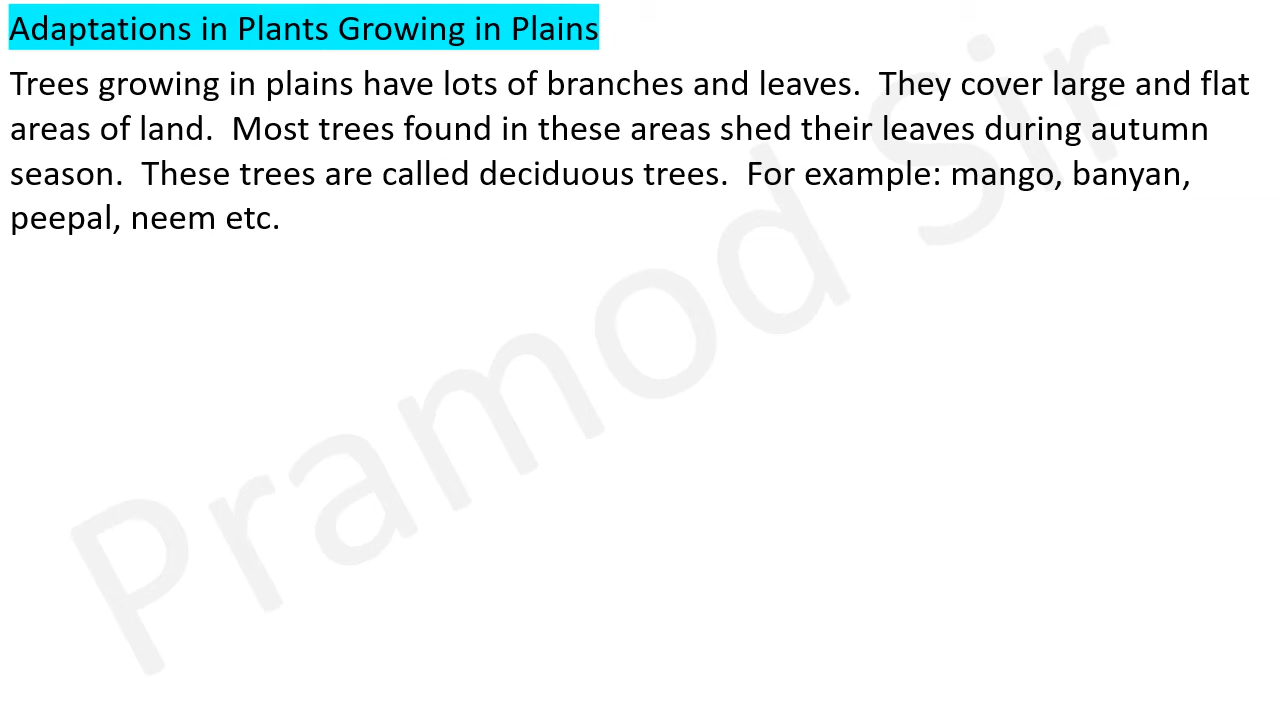 Adaptations in Plants Growing in Plains
Trees growing in plains have lots of branches and leaves.  They cover large and flat
areas of land.  Most trees found in these areas shed their leaves during autumn
season.  These trees are called deciduous trees.  For example: mango, banyan,
peepal, neem etc.
Pramod Sir